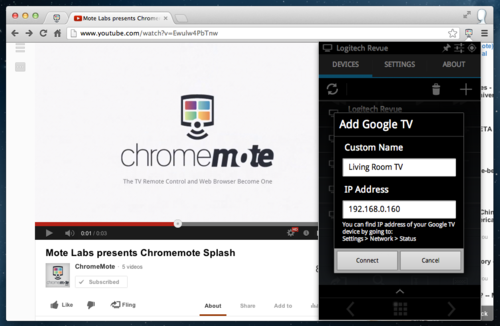 Mote Labs presents Chrome
www.youtube.com/watch?v=Ewulw4PbTnw
Logitech Revue
DEVICES SETTINGS ABOUT
Logitech Revue
chromemote
The TV Remote Control and Web Browser Become One
Add Google TV
Custom Name
Living Room TV
IP Address
192.168.0.160
You can find IP address of your Google TV
device by going to:
Settings > Network > Status
Connect Cancel
0:01 / 0:03
Mote Labs presents Chromemote Splash
ChromeMote · 5 videos
Subscribed
Like Fling About Share Add to